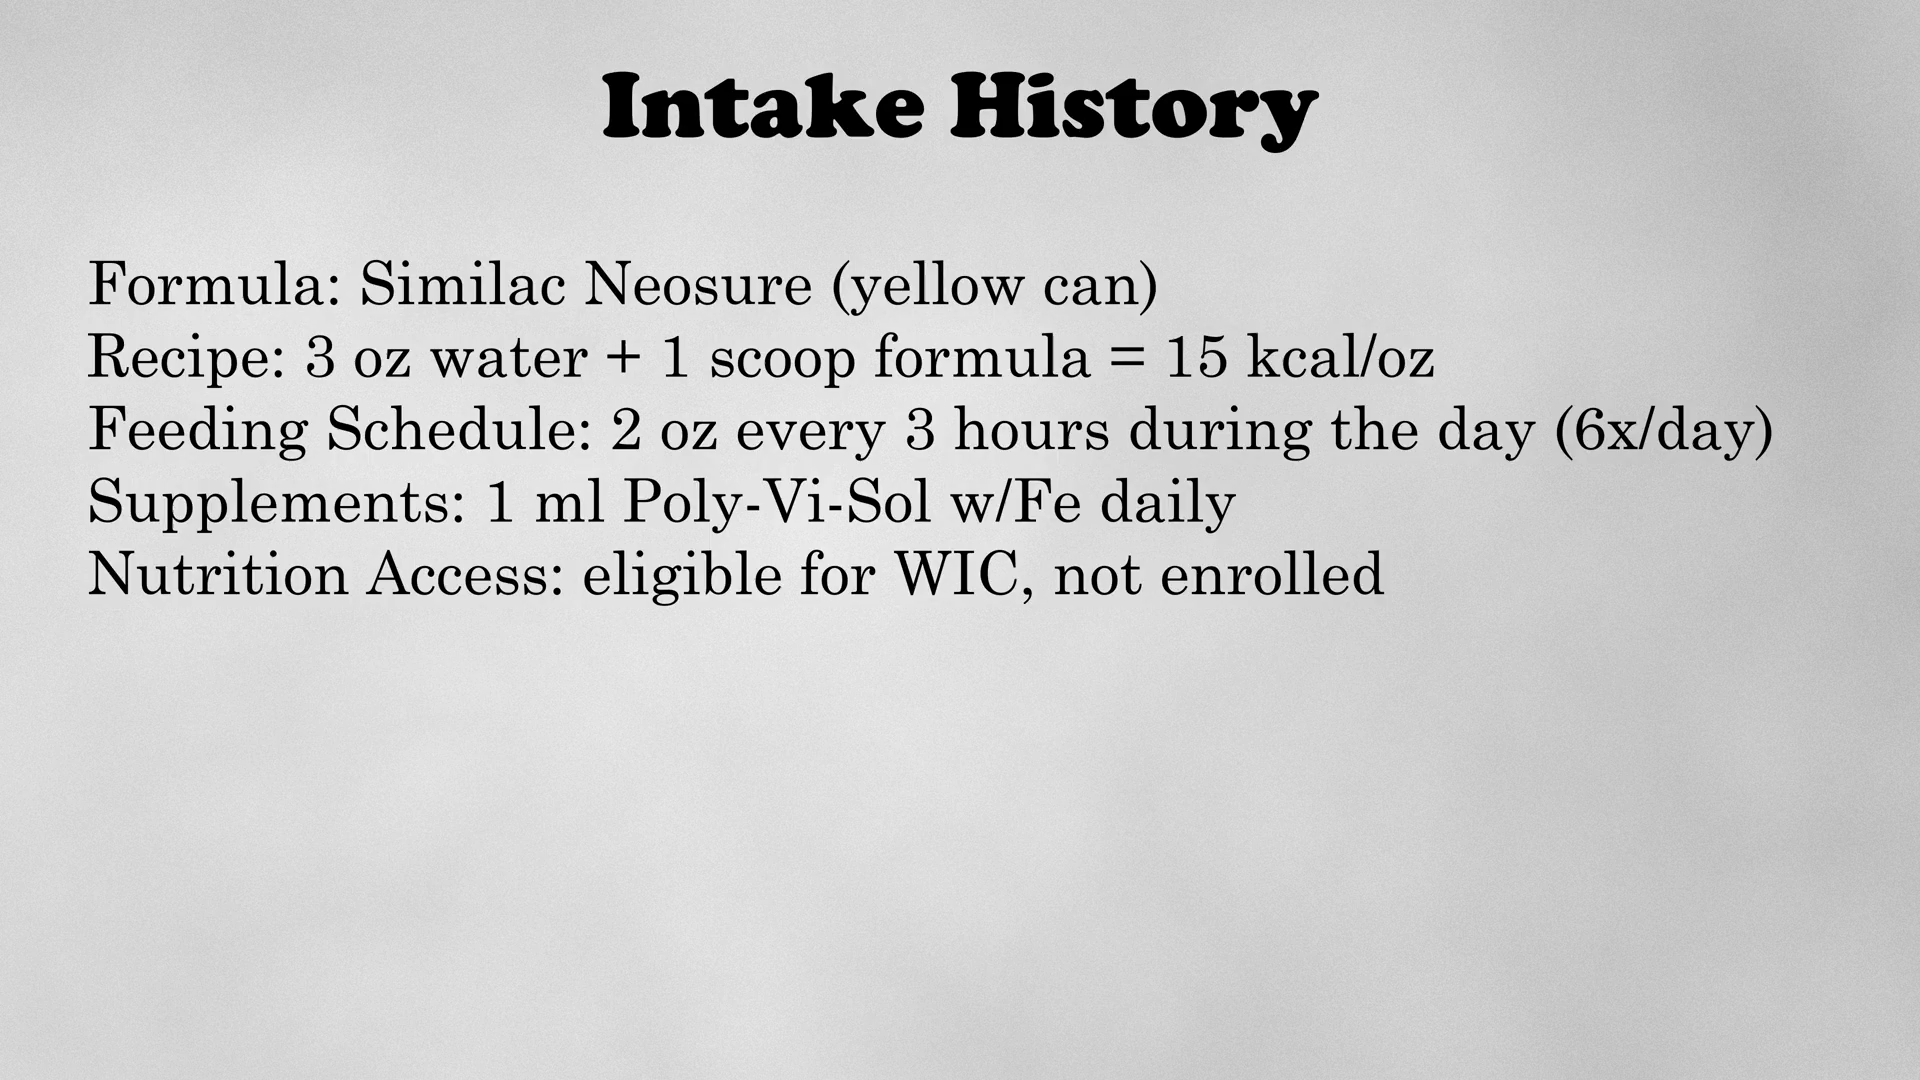 Intake History
Formula: Similac Neosure (yellow can)
Recipe: 3 oz water + 1 scoop formula = 15 kcal/oz
Feeding Schedule: 2 oz every 3 hours during the day (6x/day)
Supplements: 1 ml Poly-Vi-Sol w/Fe daily
Nutrition Access: eligible for WIC, not enrolled